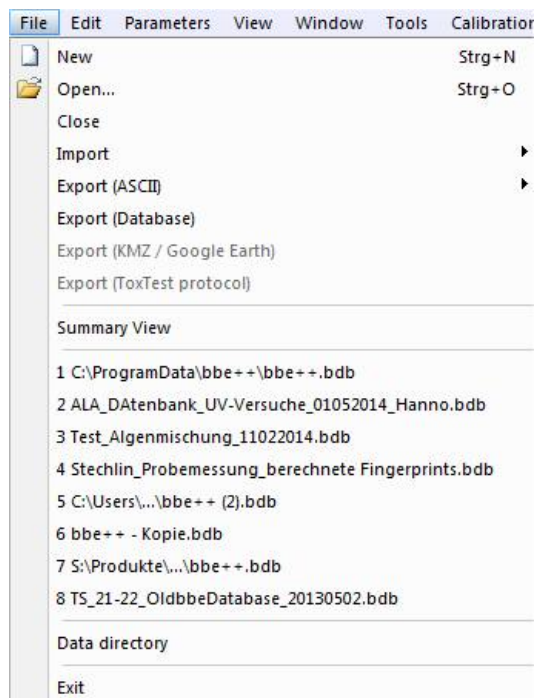 File Edit Parameters View Window Tools Calibration
New Strg+N
Open... Strg+O
Close
Import
Export (ASCII)
Export (Database)
Export (KMZ / Google Earth)
Export (ToxTest protocol)
Summary View
1 C:\ProgramData\bbe++\bbe++.bdb
2 ALA_DAtenbank_UV-Versuche_01052014_Hanno.bdb
3 Test_Algenmischung_11022014.bdb
4 Stechlin_Probemessung_berechnete Fingerprints.bdb
5 C:\Users\...\bbe++ (2).bdb
6 bbe++ - Kopie.bdb
7 S:\Produkte\...\bbe++.bdb
8 TS_21-22_OldbbeDatabase_20130502.bdb
Data directory
Exit